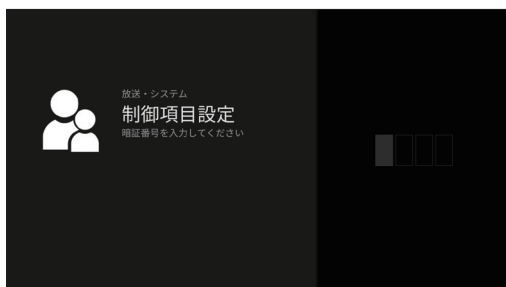 放送・システム
制御項目設定
暗証番号を入力してください